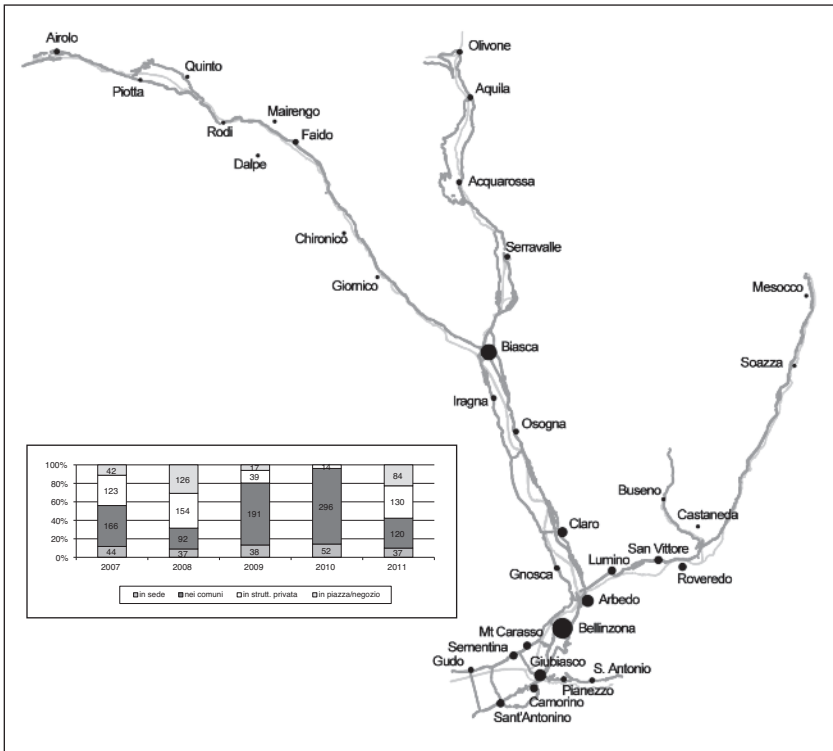 Airolo
Olivone
Quinto
Piotta
Aquila
Mairengo
Rodi
Faido
Dalpe
Acquarossa
Chironico
Serravalle
Giornico
Mesocco
Biasca
Soazza
Iragna
Osogna
100%
80%
60%
40%
20%
0%
42 126 17 14 84
123 154 39 130
166 92 191 296 120
44 37 38 52 37
2007 2008 2009 2010 2011
in sede nei comuni in strutt. privata in piazza/negozio
Buseno
Castaneda
Claro
San Vittore
Lumino
Gnosca
Roveredo
Arbedo
Bellinzona
Mt Carasso
Sementina
Gudo
Giubiasco
S. Antonio
Pianezzo
Camorino
Sant'Antonino